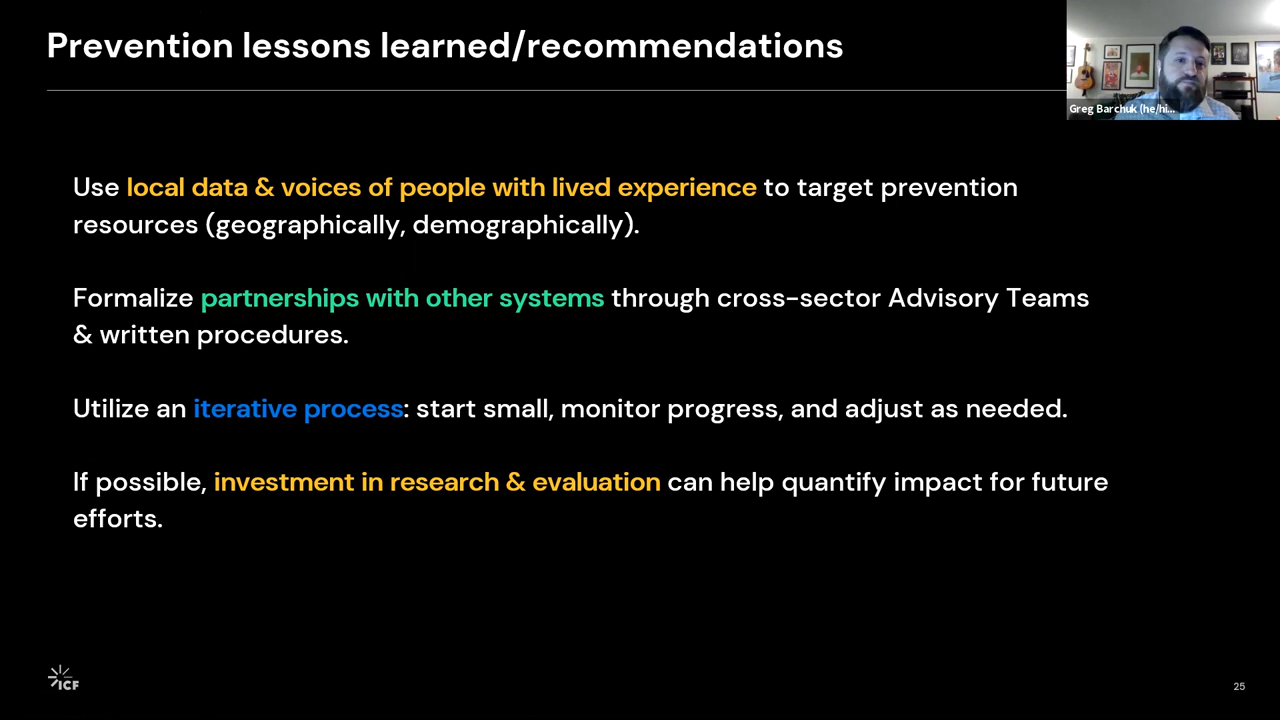 Prevention lessons learned/recommendations
Greg Barchuk (he/hi...
Use local data & voices of people with lived experience to target prevention
resources (geographically, demographically).
Formalize partnerships with other systems through cross-sector Advisory Teams
& written procedures.
Utilize an iterative process: start small, monitor progress, and adjust as needed.
If possible, investment in research & evaluation can help quantify impact for future
efforts.
ICF
25